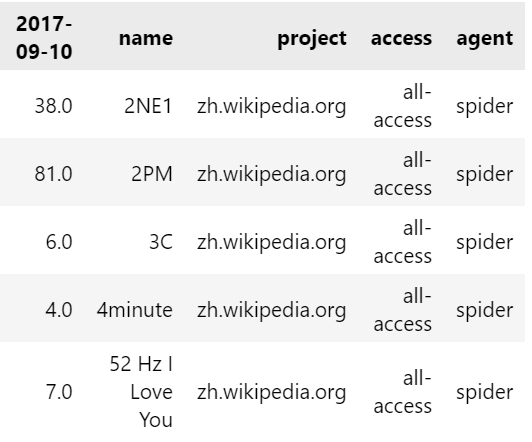 2017-09-10 name project access agent
38.0 2NE1 zh.wikipedia.org all-access spider
81.0 2PM zh.wikipedia.org all-access spider
6.0 3C zh.wikipedia.org all-access spider
4.0 4minute zh.wikipedia.org all-access spider
7.0 52 Hz I Love You zh.wikipedia.org all-access spider